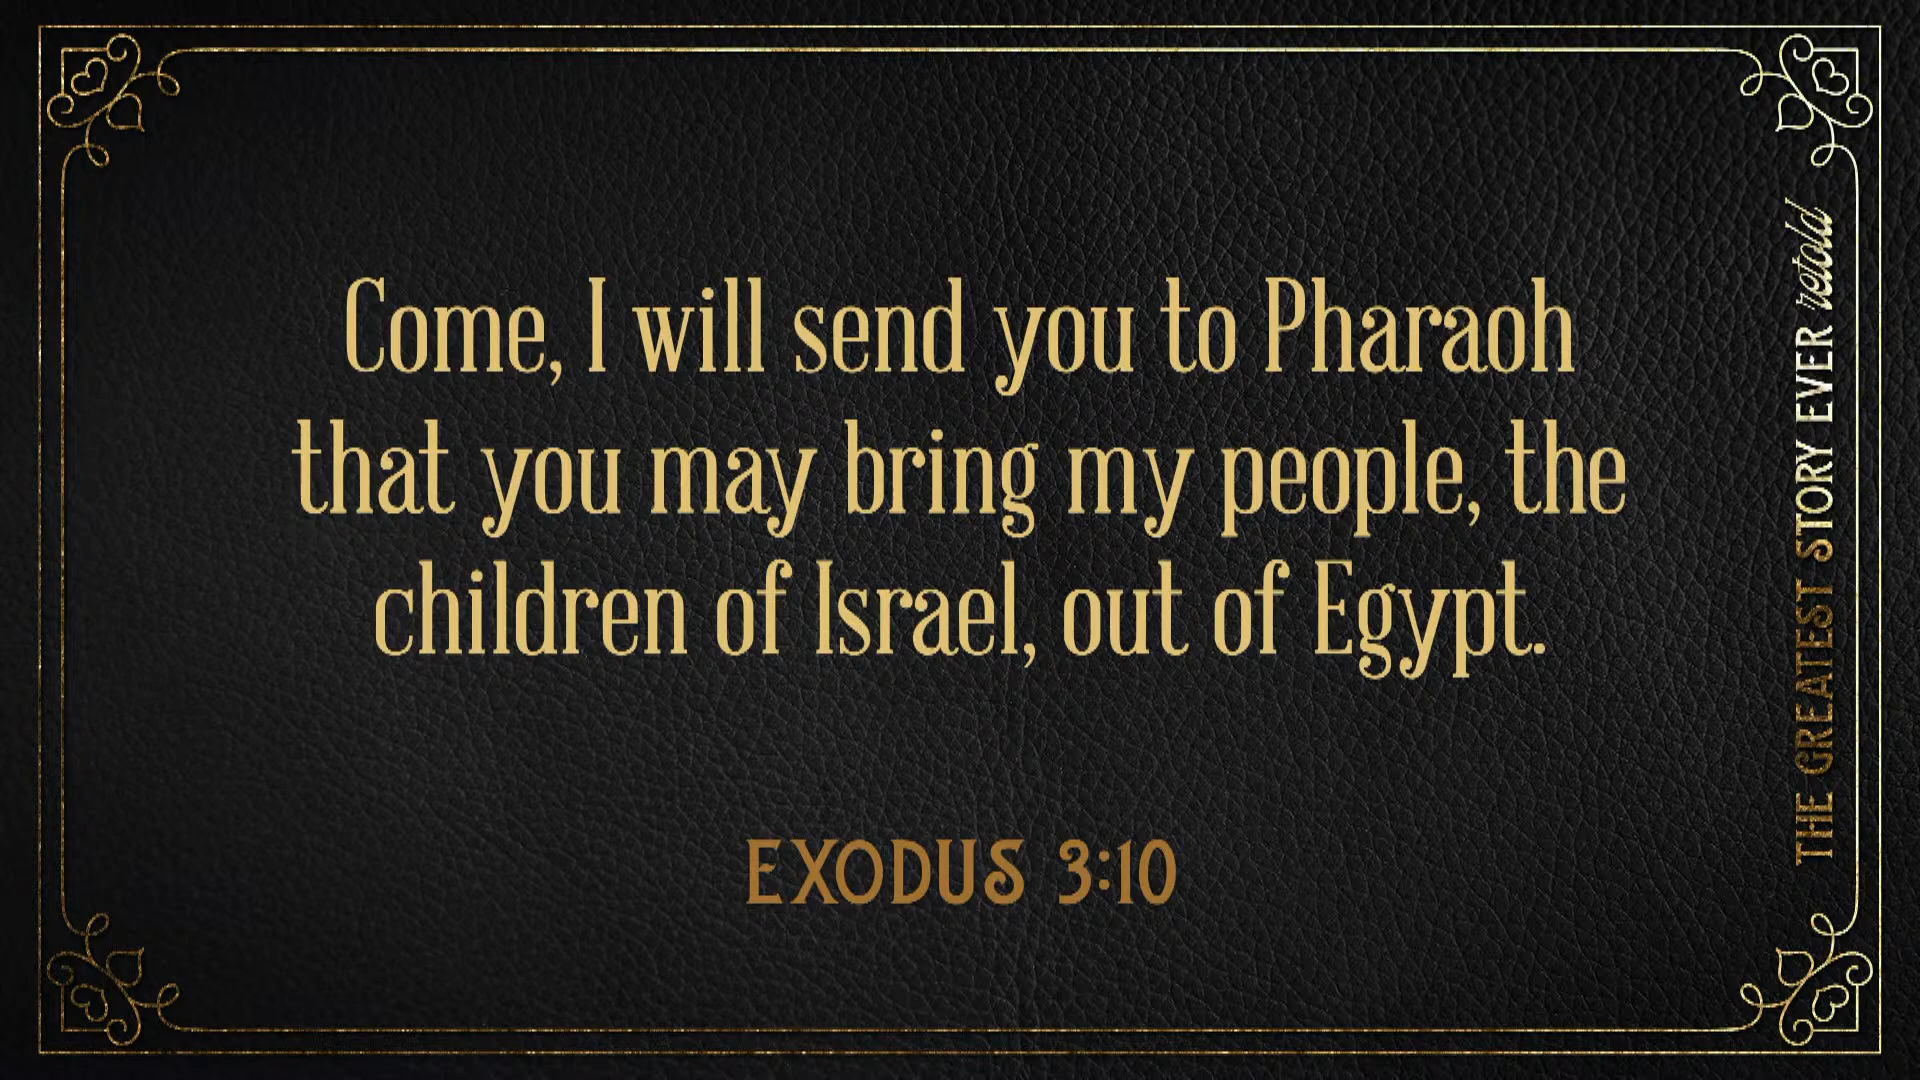 Come, I will send you to Pharaoh
that you may bring my people, the
children of Israel, out of Egypt.
EXODUS 3:10
THE GREATEST STORY EVER retold